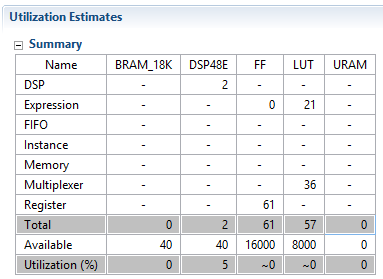 Utilization Estimates
Summary
Name BRAM_18K DSP48E FF LUT URAM
DSP - 2 - - -
Expression - - 0 21 -
FIFO - - - - -
Instance - - - - -
Memory - - - - -
Multiplexer - - - 36 -
Register - - 61 - -
Total 0 2 61 57 0
Available 40 40 16000 8000 0
Utilization (%) 0 5 ~0 ~0 0